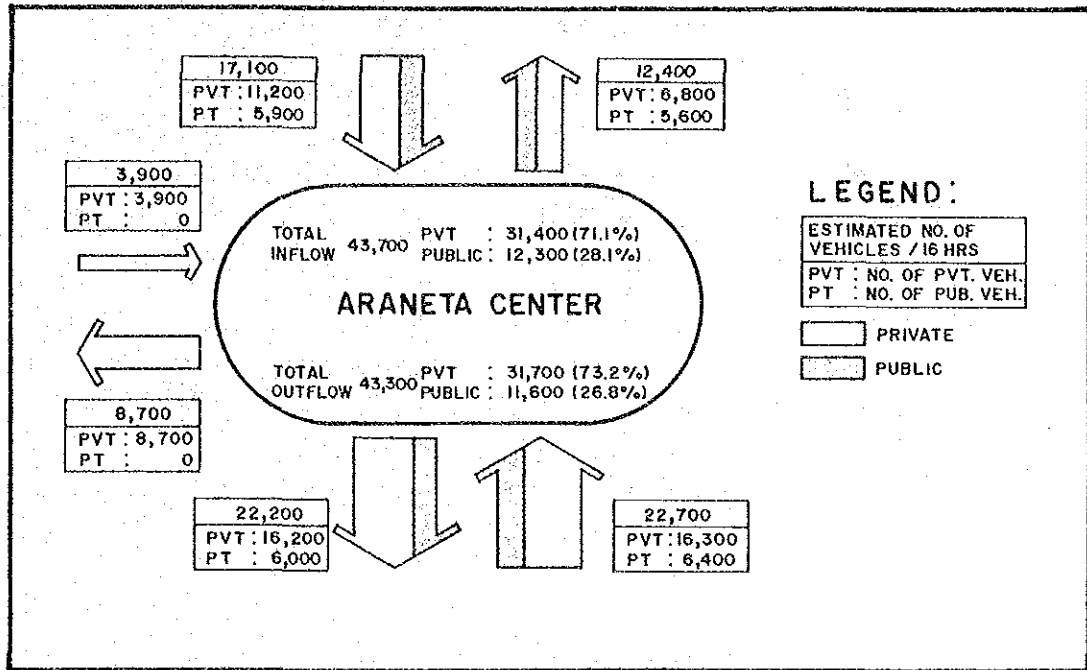 17,100
PVT : 11,200
PT : 5,900
12,400
PVT : 6,800
PT : 5,600
3,900
PVT : 3,900
PT : 0
LEGEND :
ESTIMATED NO. OF
VEHICLES / 16 HRS
PVT : NO. OF PVT. VEH.
PT : NO. OF PUB. VEH.
PRIVATE
PUBLIC
TOTAL INFLOW 43,700 PVT : 31,400 (71.1%)
PUBLIC : 12,300 (28.1%)
ARANETA CENTER
TOTAL OUTFLOW 43,300 PVT : 31,700 (73.2%)
PUBLIC : 11,600 (26.8%)
8,700
PVT : 8,700
PT : 0
22,200
PVT : 16,200
PT : 6,000
22,700
PVT : 16,300
PT : 6,400